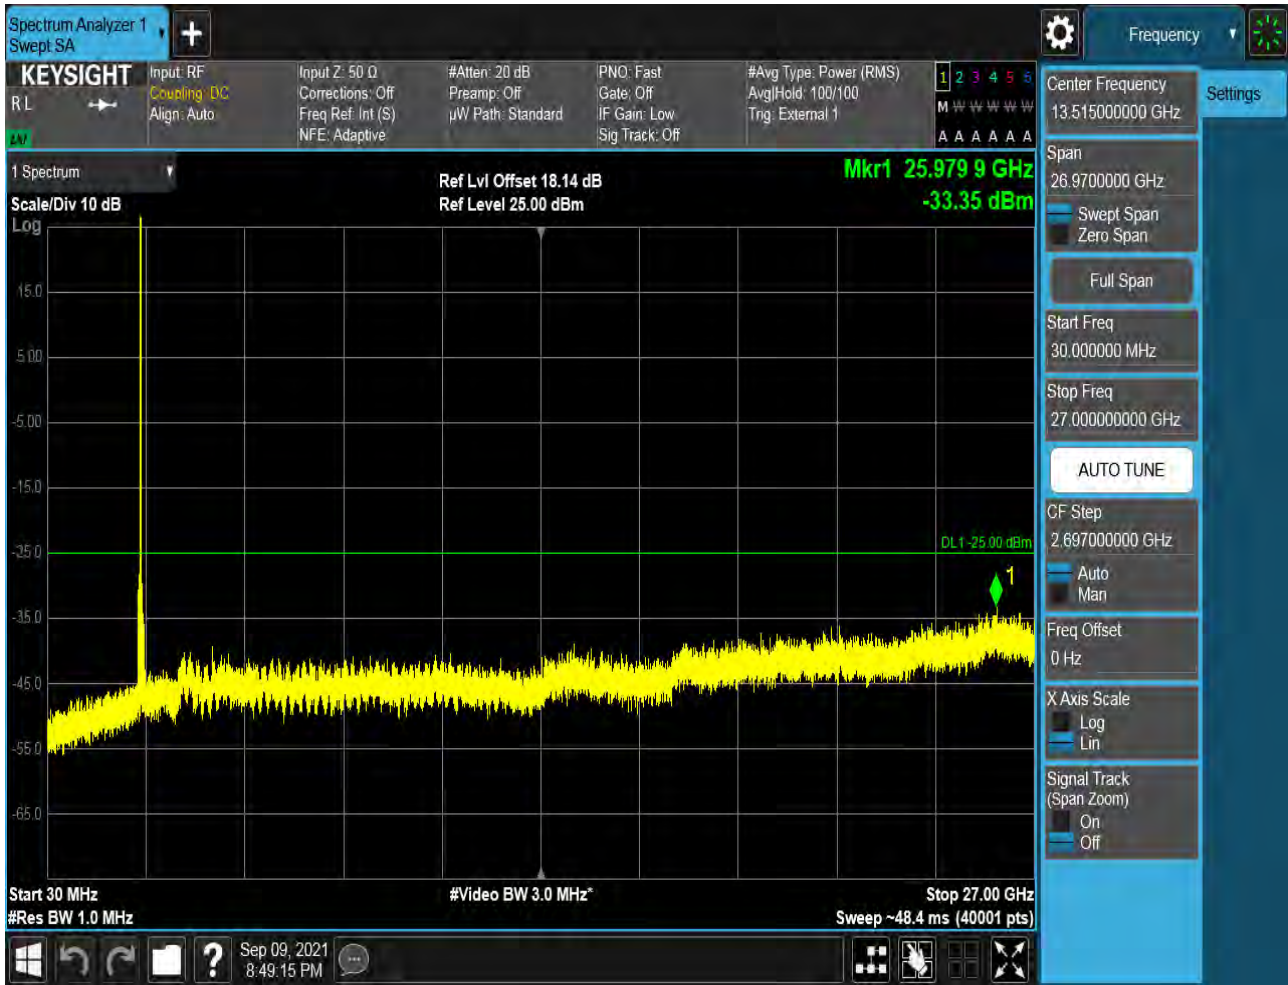 Spectrum Analyzer 1
Swept SA
Frequency
KEYSIGHT
R L
LNI
Input: RF
Coupling: DC
Align: Auto
Input Z: 50 Ω
Corrections: Off
Freq Ref: Int (S)
NFE: Adaptive
#Atten: 20 dB
Preamp: Off
µW Path: Standard
PNO: Fast
Gate: Off
IF Gain: Low
Sig Track: Off
#Avg Type: Power (RMS)
Avg|Hold: 100/100
Trig: External 1
1 2 3 4 5 6
M W W W W W
A A A A A A
1 Spectrum
Scale/Div 10 dB
Log
Ref Lvl Offset 18.14 dB
Ref Level 25.00 dBm
Mkr1 25.979 9 GHz
-33.35 dBm
15.0
5.00
-5.00
-15.0
-25.0
-35.0
-45.0
-55.0
-65.0
DL1 -25.00 dBm
1
Start 30 MHz
#Res BW 1.0 MHz
#Video BW 3.0 MHz*
Stop 27.00 GHz
Sweep ~48.4 ms (40001 pts)
Center Frequency
13.515000000 GHz
Settings
Span
26.9700000 GHz
Swept Span
Zero Span
Full Span
Start Freq
30.000000 MHz
Stop Freq
27.000000000 GHz
AUTO TUNE
CF Step
2.697000000 GHz
Auto
Man
Freq Offset
0 Hz
X Axis Scale
Log
Lin
Signal Track
(Span Zoom)
On
Off
?
Sep 09, 2021
8:49:15 PM